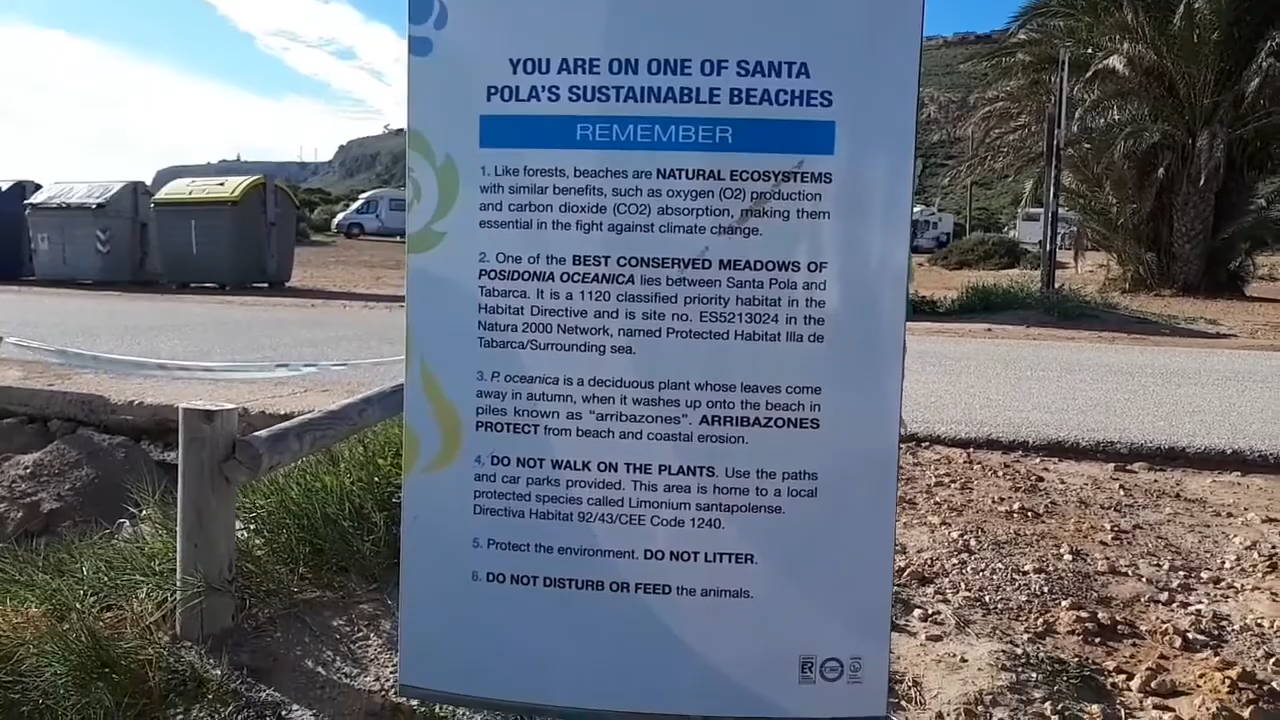 YOU ARE ON ONE OF SANTA
POLA'S SUSTAINABLE BEACHES
REMEMBER
1. Like forests, beaches are NATURAL ECOSYSTEMS
with similar benefits, such as oxygen (O2) production
and carbon dioxide (CO2) absorption, making them
essential in the fight against climate change.
2. One of the BEST CONSERVED MEADOWS OF
POSIDONIA OCEANICA lies between Santa Pola and
Tabarca. It is a 1120 classified priority habitat in the
Habitat Directive and is site no. ES5213024 in the
Natura 2000 Network, named Protected Habitat Illa de
Tabarca/Surrounding sea.
3. P. oceanica is a deciduous plant whose leaves come
away in autumn, when it washes up onto the beach in
piles known as “arribazones”. ARRIBAZONES
PROTECT from beach and coastal erosion.
4. DO NOT WALK ON THE PLANTS. Use the paths
and car parks provided. This area is home to a local
protected species called Limonium santapolense.
Directiva Habitat 92/43/CEE Code 1240.
5. Protect the environment. DO NOT LITTER.
6. DO NOT DISTURB OR FEED the animals.
ER